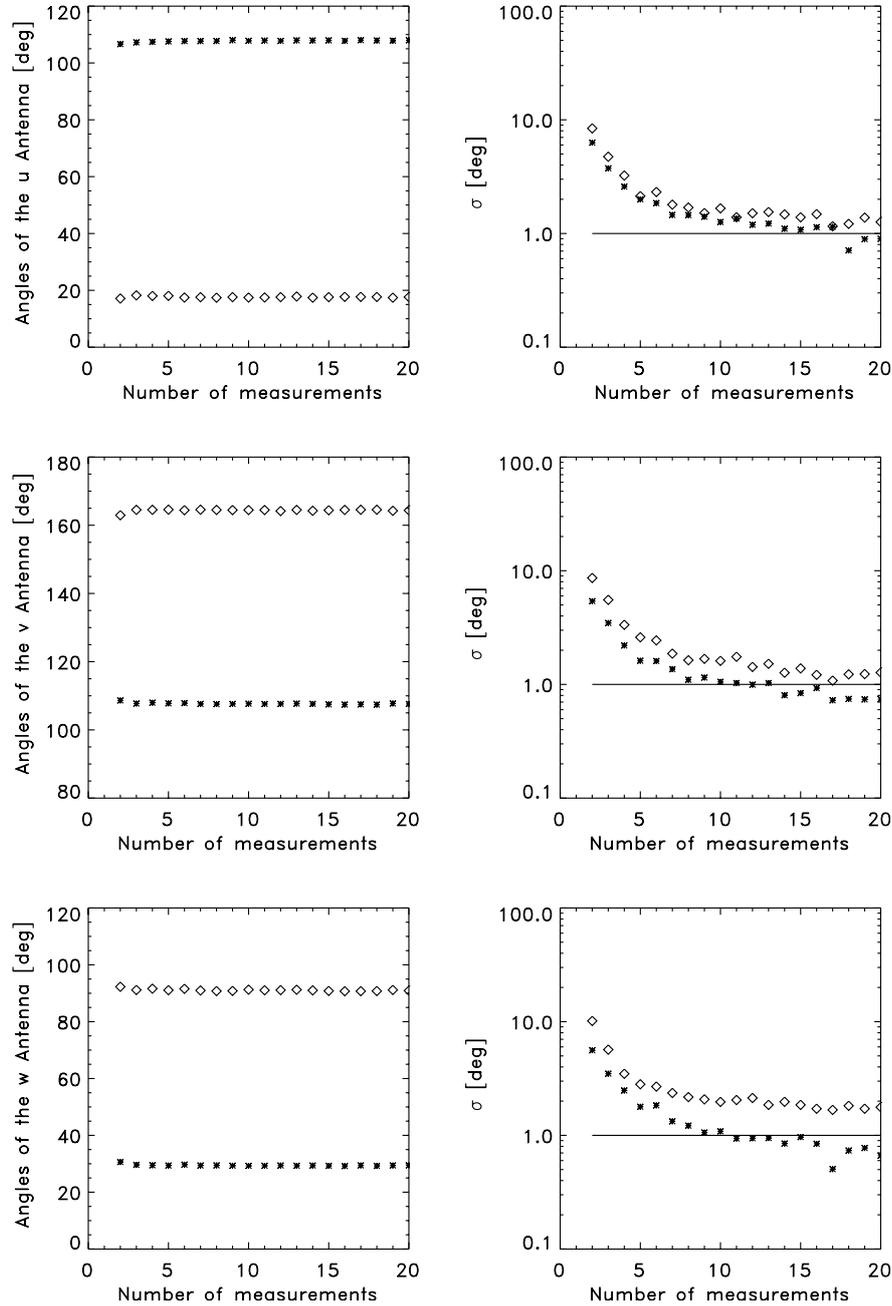 Angles of the u Antenna [deg]
120
100
80
60
40
20
0
0 5 10 15 20
Number of measurements
σ [deg]
100.0
10.0
1.0
0.1
0 5 10 15 20
Number of measurements
Angles of the v Antenna [deg]
180
160
140
120
100
80
0 5 10 15 20
Number of measurements
σ [deg]
100.0
10.0
1.0
0.1
0 5 10 15 20
Number of measurements
Angles of the w Antenna [deg]
120
100
80
60
40
20
0
0 5 10 15 20
Number of measurements
σ [deg]
100.0
10.0
1.0
0.1
0 5 10 15 20
Number of measurements